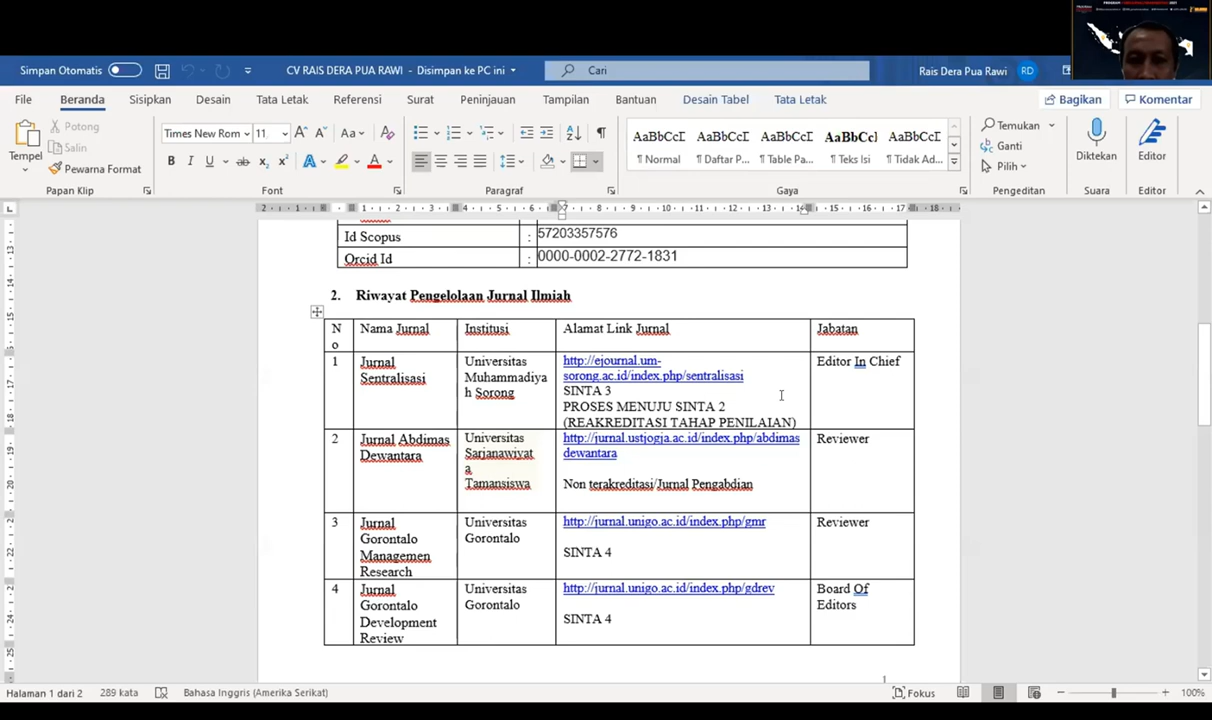 Simpan Otomatis
CV RAIS DERA PUA RAWI - Disimpan ke PC ini
Cari
Rais Dera Pua Rawi
RD
File
Beranda
Sisipkan
Desain
Tata Letak
Referensi
Surat
Peninjauan
Tampilan
Bantuan
Desain Tabel
Tata Letak
Bagikan
Komentar
Tempel
Potong
Salin
Pewarna Format
Times New Rom
11
AaBbCcI
¶ Normal
AaBbCcI
¶ Daftar P...
AaBbCcI
¶ Table Pa...
AaBbCcI
¶ Teks Isi
AaBbCcI
¶ Tidak Ad...
Temukan
Ganti
Pilih
Diktekan
Editor
Papan Klip
Font
Paragraf
Gaya
Pengeditan
Suara
Editor
Id Scopus : 57203357576
Orcid Id : 0000-0002-2772-1831
2. Riwayat Pengelolaan Jurnal Ilmiah
N
o
Nama Jurnal
Institusi
Alamat Link Jurnal
Jabatan
1
Jurnal
Sentralisasi
Universitas
Muhammadiya
h Sorong
http://ejournal.um-
sorong.ac.id/index.php/sentralisasi
SINTA 3
PROSES MENUJU SINTA 2
(REAKREDITASI TAHAP PENILAIAN)
Editor In Chief
2
Jurnal Abdimas
Dewantara
Universitas
Sarjanawiyat
a
Tamansiswa
http://jurnal.ustjogja.ac.id/index.php/abdimas
dewantara
Non terakreditasi/Jurnal Pengabdian
Reviewer
3
Jurnal
Gorontalo
Managemen
Research
Universitas
Gorontalo
http://jurnal.unigo.ac.id/index.php/gmr
SINTA 4
Reviewer
4
Jurnal
Gorontalo
Development
Review
Universitas
Gorontalo
http://jurnal.unigo.ac.id/index.php/gdrev
SINTA 4
Board Of
Editors
1
Halaman 1 dari 2
289 kata
Bahasa Inggris (Amerika Serikat)
Fokus
100%